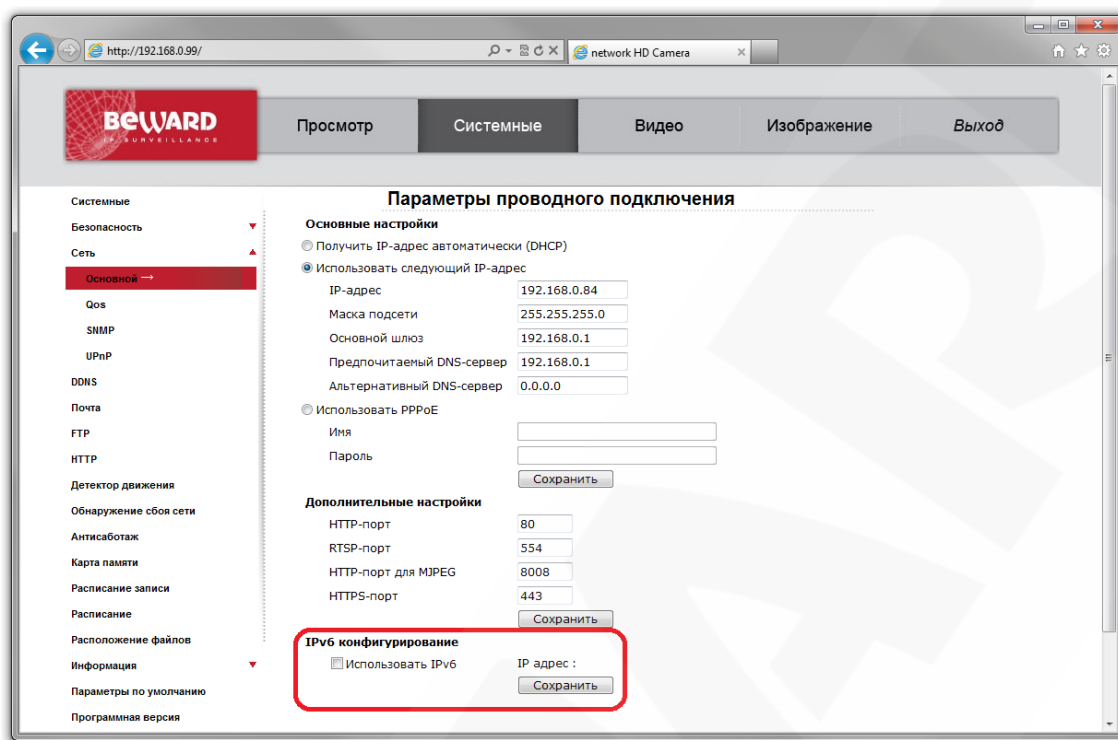 http://192.168.0.99/
network HD Camera
BEWARD
IP SURVEILLANCE
Просмотр
Системные
Видео
Изображение
Выход
Системные
Безопасность
Сеть
Основной →
Qos
SNMP
UPnP
DDNS
Почта
FTP
HTTP
Детектор движения
Обнаружение сбоя сети
Антисаботаж
Карта памяти
Расписание записи
Расписание
Расположение файлов
Информация
Параметры по умолчанию
Программная версия
Параметры проводного подключения
Основные настройки
Получить IP-адрес автоматически (DHCP)
Использовать следующий IP-адрес
IP-адрес 192.168.0.84
Маска подсети 255.255.255.0
Основной шлюз 192.168.0.1
Предпочитаемый DNS-сервер 192.168.0.1
Альтернативный DNS-сервер 0.0.0.0
Использовать PPPoE
Имя
Пароль
Сохранить
Дополнительные настройки
HTTP-порт 80
RTSP-порт 554
HTTP-порт для MJPEG 8008
HTTPS-порт 443
Сохранить
IPv6 конфигурирование
Использовать IPv6 IP адрес :
Сохранить